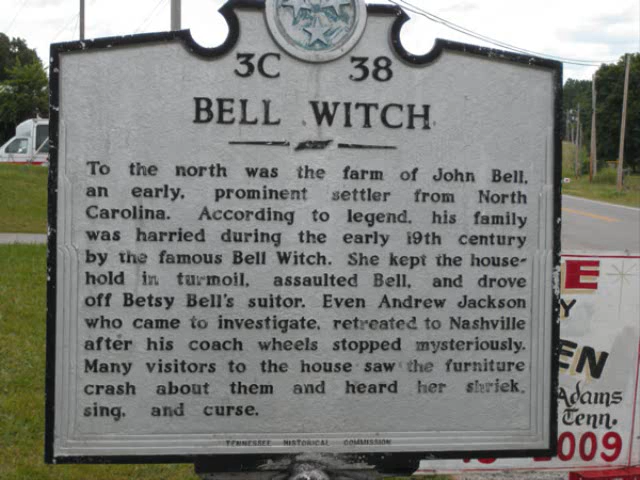 3C 38
BELL WITCH
To the north was the farm of John Bell,
an early, prominent settler from North
Carolina. According to legend, his family
was harried during the early 19th century
by the famous Bell Witch. She kept the house-
hold in turmoil, assaulted Bell, and drove
off Betsy Bell's suitor. Even Andrew Jackson
who came to investigate, retreated to Nashville
after his coach wheels stopped mysteriously.
Many visitors to the house saw the furniture
crash about them and heard her shriek,
sing, and curse.
TENNESSEE HISTORICAL COMMISSION
E
Y
EN
Adams
Tenn.
2009